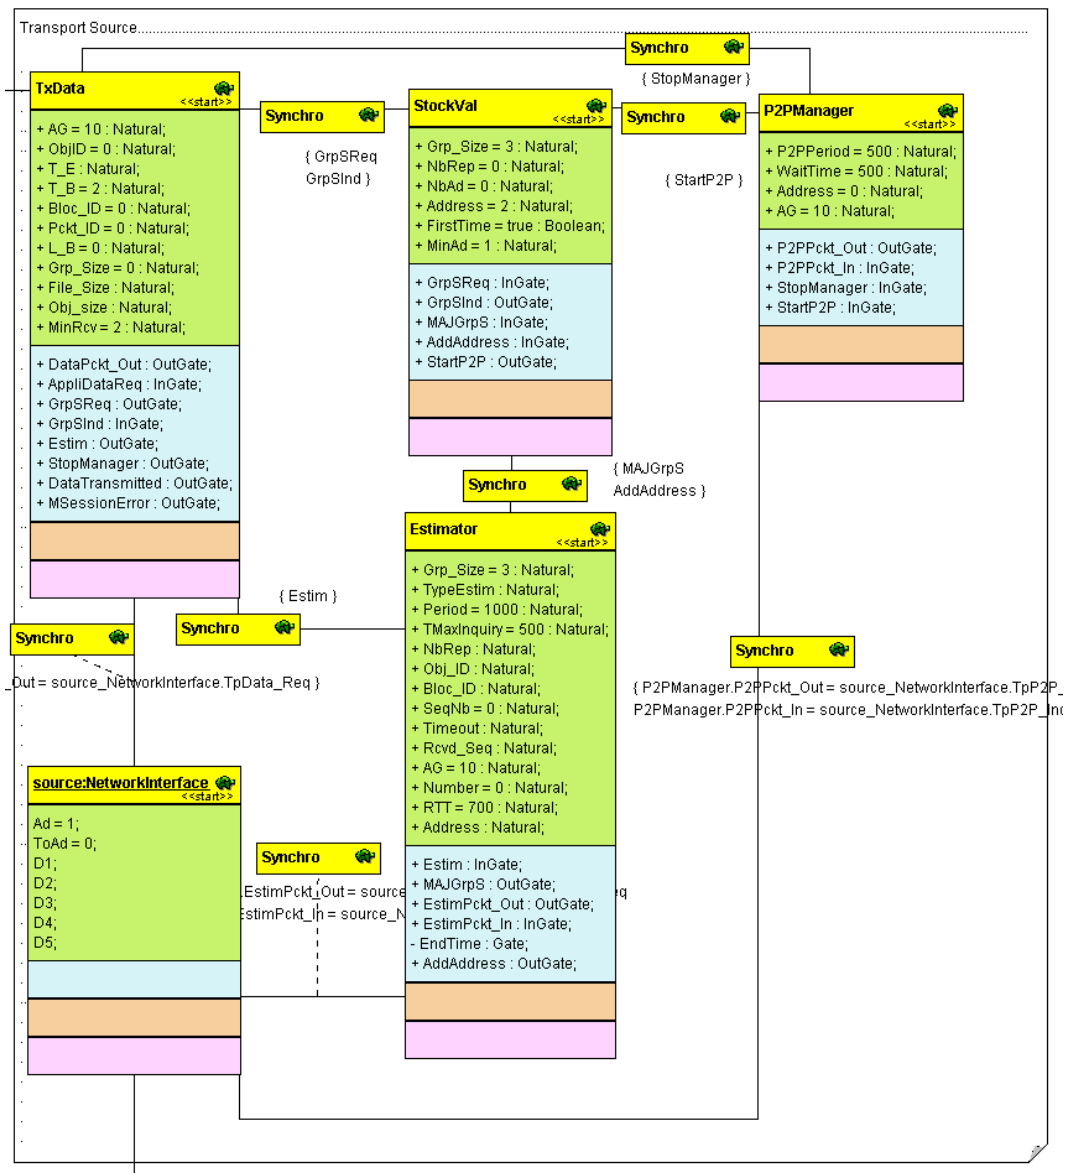 Transport Source
Synchro
{ StopManager }
TxData
<<start>>
+ AG = 10 : Natural;
+ ObjID = 0 : Natural;
+ T_E : Natural;
+ T_B = 2 : Natural;
+ Bloc_ID = 0 : Natural;
+ Pckt_ID = 0 : Natural;
+ L_B = 0 : Natural;
+ Grp_Size = 0 : Natural;
+ File_Size : Natural;
+ Obj_size : Natural;
+ MinRcv = 2 : Natural;
+ DataPckt_Out : OutGate;
+ AppliDataReq : InGate;
+ GrpSReq : OutGate;
+ GrpSInd : InGate;
+ Estim : OutGate;
+ StopManager : OutGate;
+ DataTransmitted : OutGate;
+ MSessionError : OutGate;
Synchro
{ GrpSReq
GrpSInd }
StockVal
<<start>>
+ Grp_Size = 3 : Natural;
+ NbRep = 0 : Natural;
+ NbAd = 0 : Natural;
+ Address = 2 : Natural;
+ FirstTime = true : Boolean;
+ MinAd = 1 : Natural;
+ GrpSReq : InGate;
+ GrpSInd : OutGate;
+ MAJGrpS : InGate;
+ AddAddress : InGate;
+ StartP2P : OutGate;
Synchro
{ StartP2P }
P2PManager
<<start>>
+ P2PPeriod = 500 : Natural;
+ WaitTime = 500 : Natural;
+ Address = 0 : Natural;
+ AG = 10 : Natural;
+ P2PPckt_Out : OutGate;
+ P2PPckt_In : InGate;
+ StopManager : InGate;
+ StartP2P : InGate;
Synchro
{ MAJGrpS
AddAddress }
Estimator
<<start>>
+ Grp_Size = 3 : Natural;
+ TypeEstim : Natural;
+ Period = 1000 : Natural;
+ TMaxInquiry = 500 : Natural;
+ NbRep : Natural;
+ Obj_ID : Natural;
+ Bloc_ID : Natural;
+ SeqNb = 0 : Natural;
+ Timeout : Natural;
+ Rcvd_Seq : Natural;
+ AG = 10 : Natural;
+ Number = 0 : Natural;
+ RTT = 700 : Natural;
+ Address : Natural;
+ Estim : InGate;
+ MAJGrpS : OutGate;
+ EstimPckt_Out : OutGate;
+ EstimPckt_In : InGate;
- EndTime : Gate;
+ AddAddress : OutGate;
Synchro
{ Estim }
Synchro
_Out = source_NetworkInterface.TpData_Req }
Synchro
{ P2PManager.P2PPckt_Out = source_NetworkInterface.TpP2P_
P2PManager.P2PPckt_In = source_NetworkInterface.TpP2P_Ind
source:NetworkInterface
<<start>>
Ad = 1;
ToAd = 0;
D1;
D2;
D3;
D4;
D5;
Synchro
.EstimPckt_Out = source
EstimPckt_In = source_N